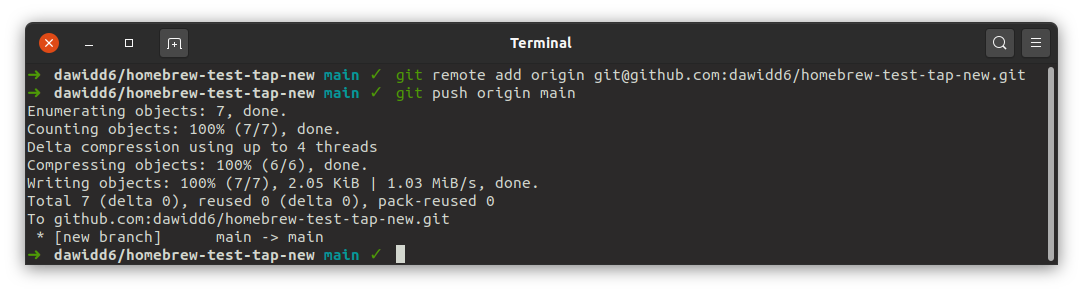 Terminal
➜ dawidd6/homebrew-test-tap-new main ✓ git remote add origin git@github.com:dawidd6/homebrew-test-tap-new.git
➜ dawidd6/homebrew-test-tap-new main ✓ git push origin main
Enumerating objects: 7, done.
Counting objects: 100% (7/7), done.
Delta compression using up to 4 threads
Compressing objects: 100% (6/6), done.
Writing objects: 100% (7/7), 2.05 KiB | 1.03 MiB/s, done.
Total 7 (delta 0), reused 0 (delta 0), pack-reused 0
To github.com:dawidd6/homebrew-test-tap-new.git
 * [new branch]      main -> main
➜ dawidd6/homebrew-test-tap-new main ✓